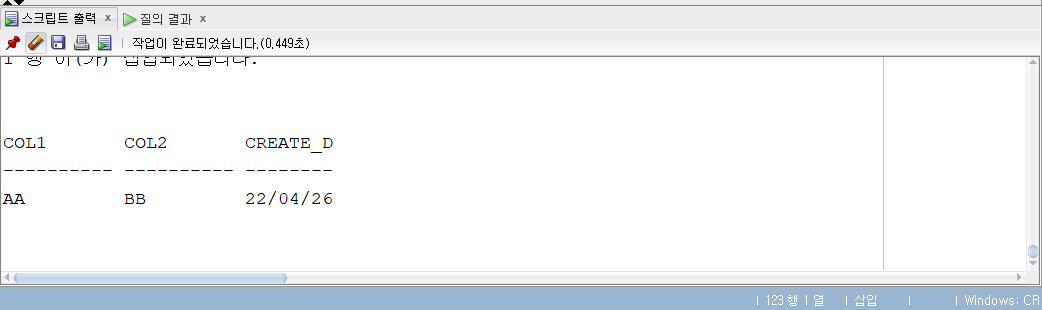 스크립트 출력 x 질의 결과 x
작업이 완료되었습니다.(0,449초)
1 행 이(가) 삽입되었습니다.
COL1 COL2 CREATE_D
---------- ---------- --------
AA BB 22/04/26
123 행 1 열 삽입 Windows: CR